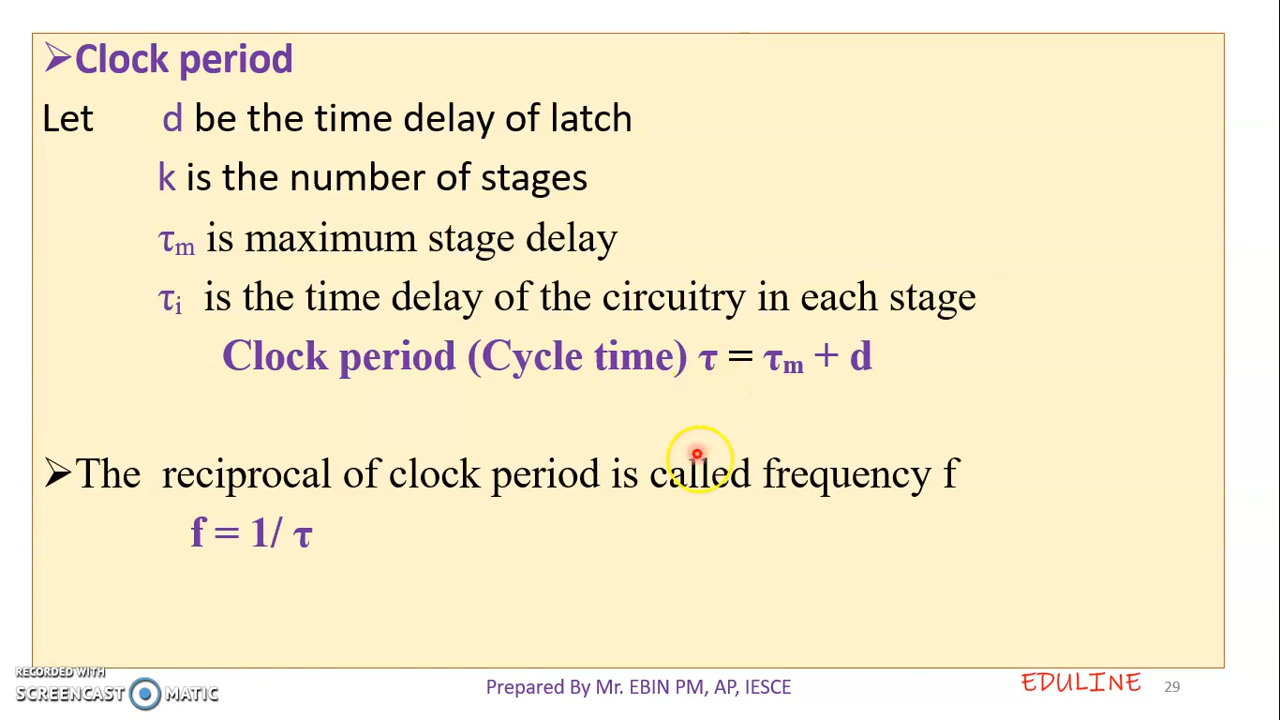 ➢Clock period
Let d be the time delay of latch
k is the number of stages
τm is maximum stage delay
τi is the time delay of the circuitry in each stage
Clock period (Cycle time) τ = τm + d
➢The reciprocal of clock period is called frequency f
f = 1/ τ
RECORDED WITH
SCREENCAST MATIC
Prepared By Mr. EBIN PM, AP, IESCE
EDULINE
29